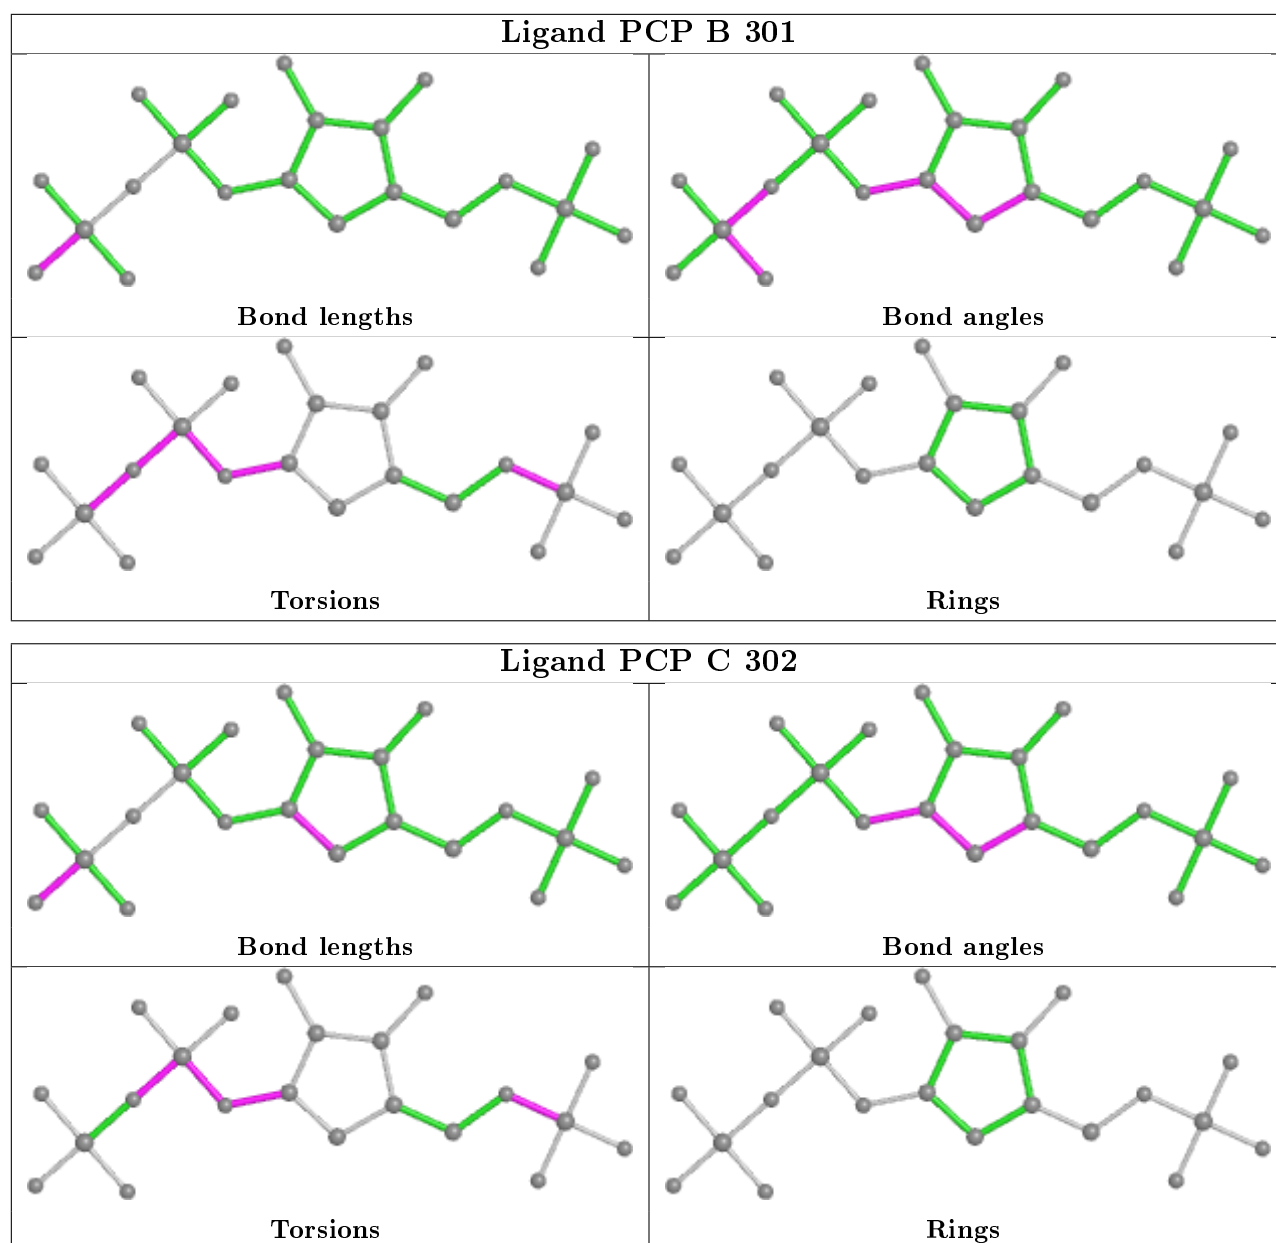 Ligand PCP B 301
Bond lengths
Bond angles
Torsions
Rings
Ligand PCP C 302
Bond lengths
Bond angles
Torsions
Rings